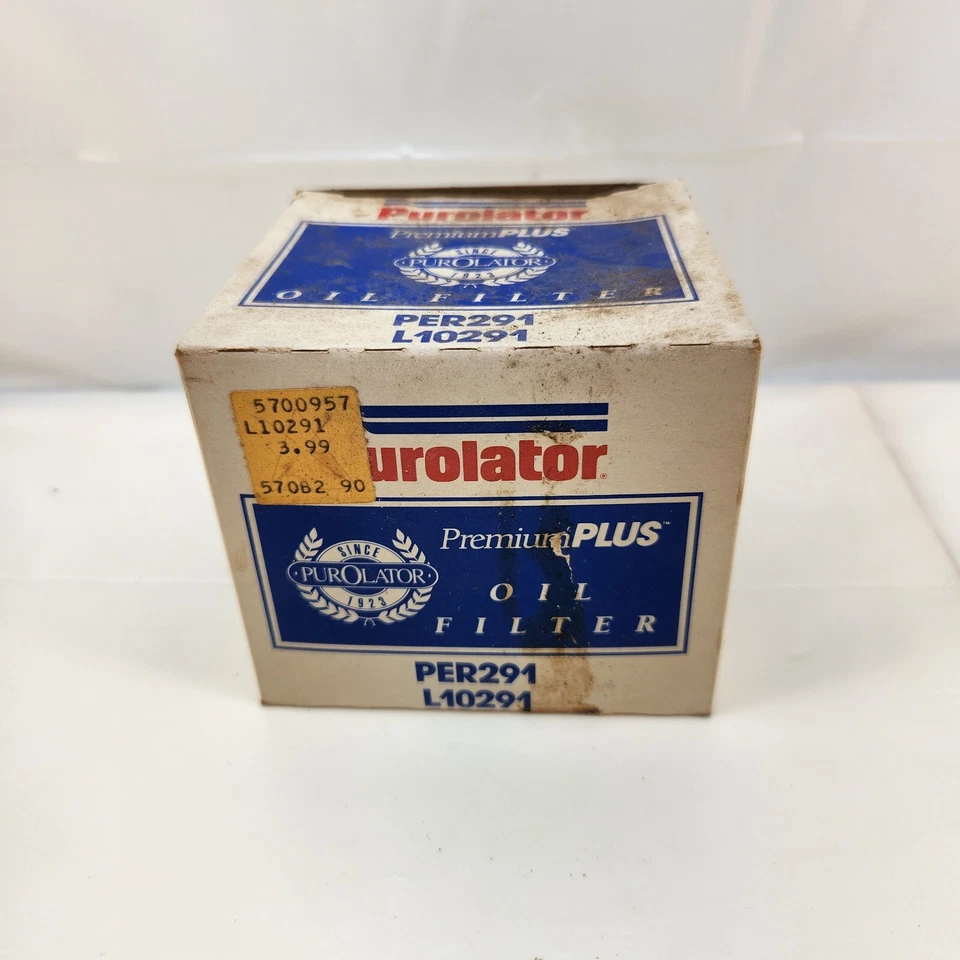 Purolator
PremiumPLUS
SINCE
PUROLATOR
1923
OIL FILTER
PER291
L10291
5700957
L10291
3.99
57082 90
urolator®
PremiumPLUS™
SINCE
PUROLATOR
1923
OIL
FILTER
PER291
L10291